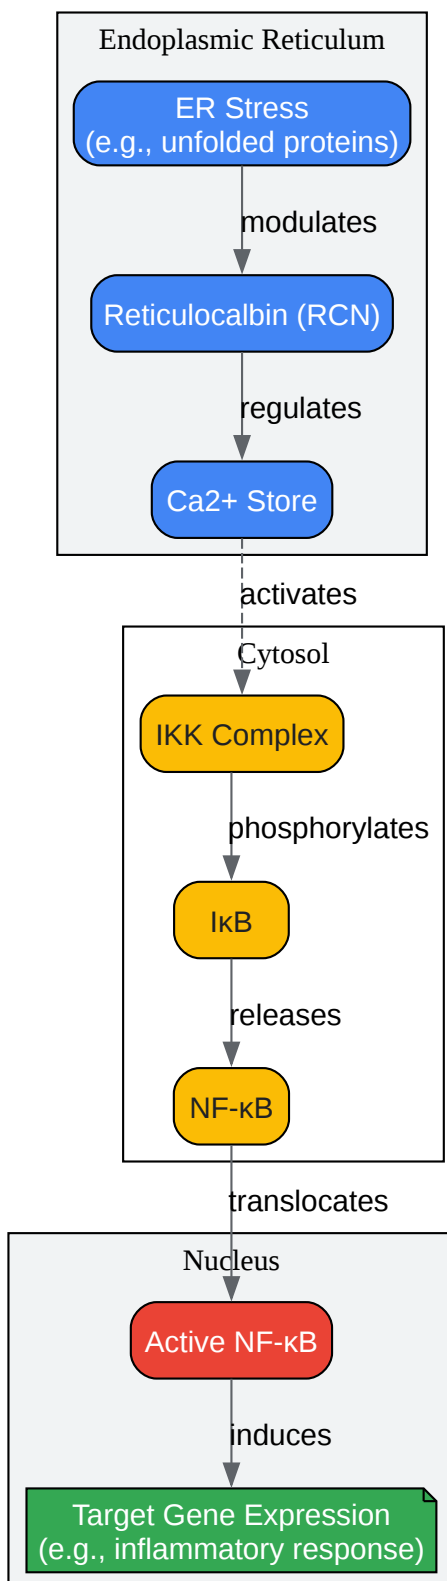 Endoplasmic Reticulum
ER Stress
(e.g., unfolded proteins)
modulates
Reticulocalbin (RCN)
regulates
Ca2+ Store
activates
Cytosol
IKK Complex
phosphorylates
IκB
releases
NF-κB
translocates
Nucleus
Active NF-κB
induces
Target Gene Expression
(e.g., inflammatory response)